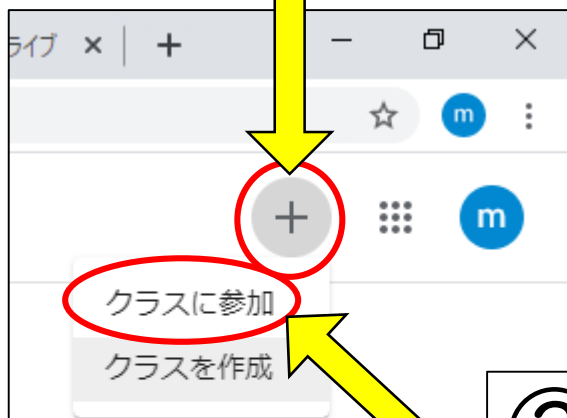 ライブ × +
m
m
クラスに参加
クラスを作成